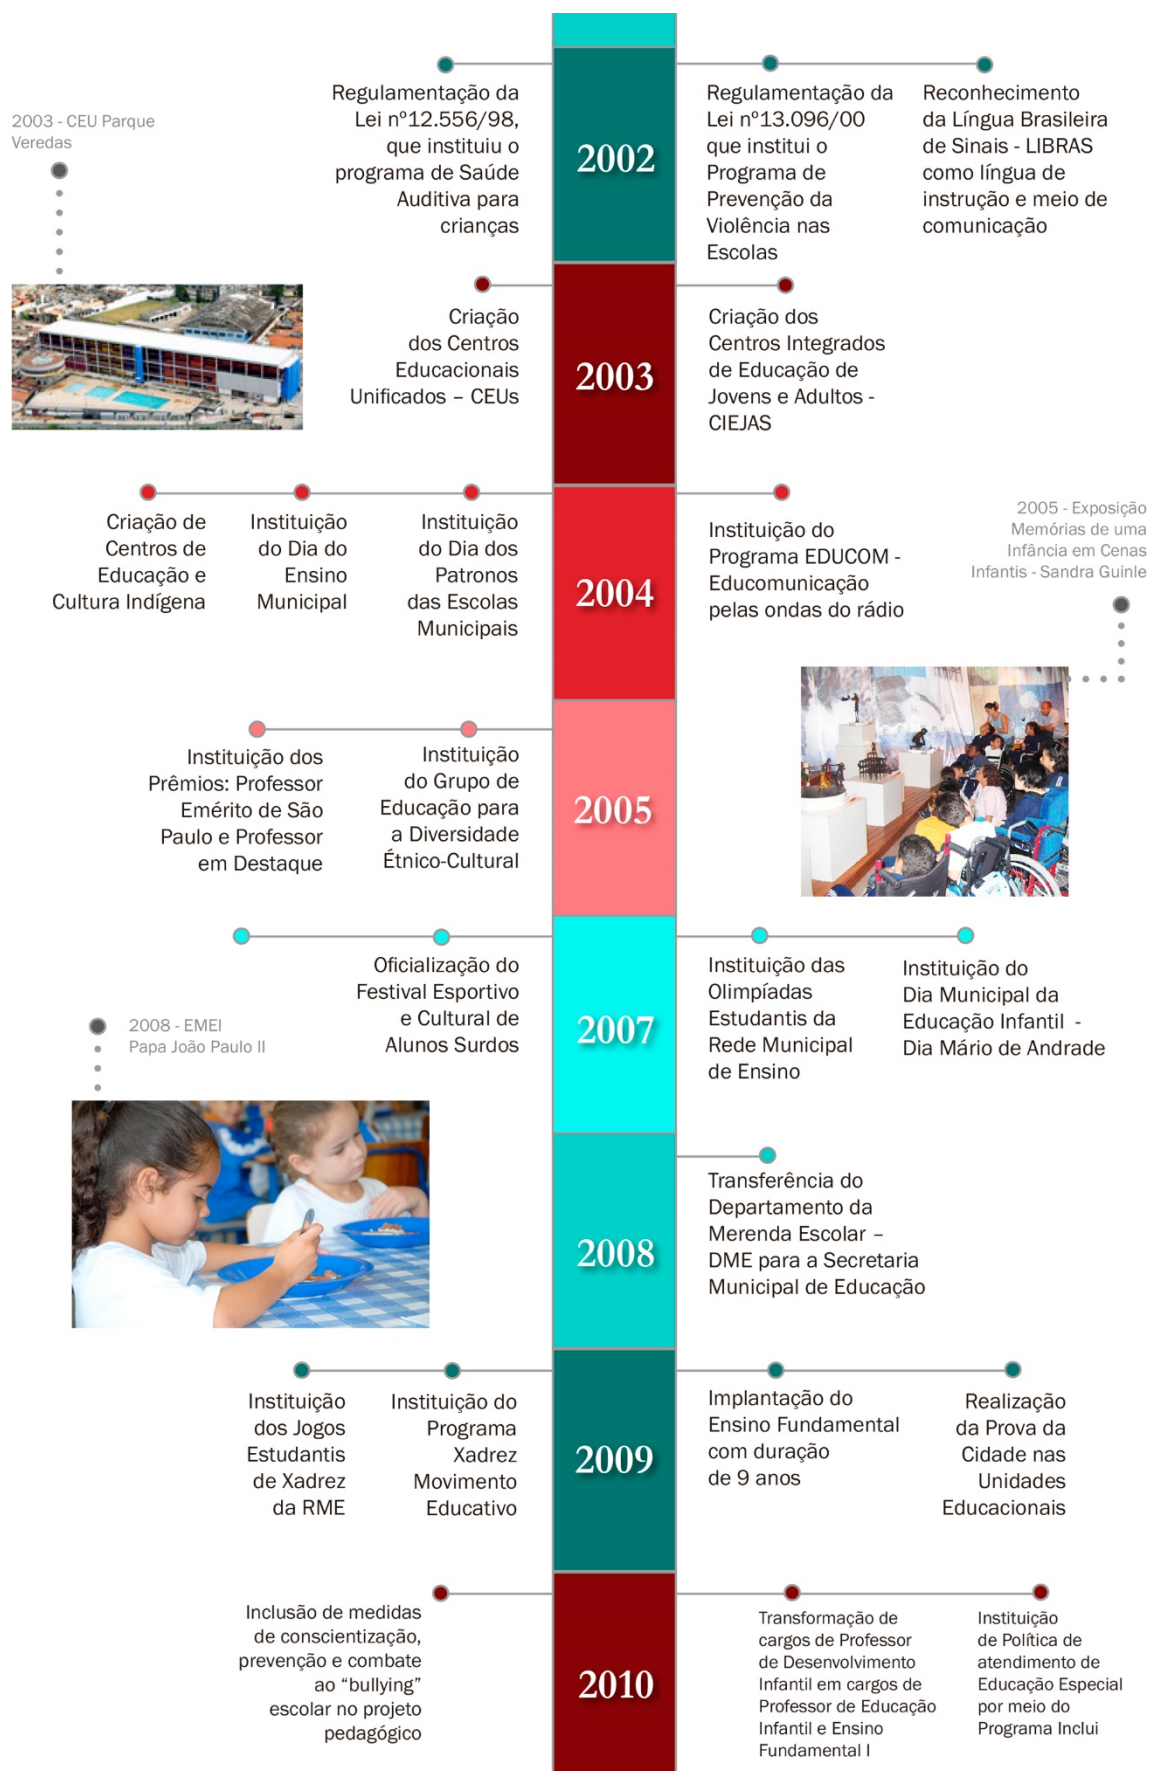 2002
Regulamentação da
Lei nº12.556/98,
que instituiu o
programa de Saúde
Auditiva para
crianças
Regulamentação da
Lei nº13.096/00
que institui o
Programa de
Prevenção da
Violência nas
Escolas
Reconhecimento
da Língua Brasileira
de Sinais - LIBRAS
como língua de
instrução e meio de
comunicação
2003 - CEU Parque
Veredas
2003
Criação
dos Centros
Educacionais
Unificados – CEUs
Criação dos
Centros Integrados
de Educação de
Jovens e Adultos -
CIEJAS
2004
Criação de
Centros de
Educação e
Cultura Indígena
Instituição
do Dia do
Ensino
Municipal
Instituição
do Dia dos
Patronos
das Escolas
Municipais
Instituição do
Programa EDUCOM -
Educomunicação
pelas ondas do rádio
2005 - Exposição
Memórias de uma
Infância em Cenas
Infantis - Sandra Guinle
2005
Instituição dos
Prêmios: Professor
Emérito de São
Paulo e Professor
em Destaque
Instituição
do Grupo de
Educação para
a Diversidade
Étnico-Cultural
2007
Oficialização do
Festival Esportivo
e Cultural de
Alunos Surdos
Instituição das
Olimpíadas
Estudantis da
Rede Municipal
de Ensino
Instituição do
Dia Municipal da
Educação Infantil -
Dia Mário de Andrade
2008 - EMEI
Papa João Paulo II
2008
Transferência do
Departamento da
Merenda Escolar –
DME para a Secretaria
Municipal de Educação
2009
Instituição
dos Jogos
Estudantis
de Xadrez
da RME
Instituição do
Programa
Xadrez
Movimento
Educativo
Implantação do
Ensino Fundamental
com duração
de 9 anos
Realização
da Prova da
Cidade nas
Unidades
Educacionais
2010
Inclusão de medidas
de conscientização,
prevenção e combate
ao “bullying”
escolar no projeto
pedagógico
Transformação de
cargos de Professor
de Desenvolvimento
Infantil em cargos de
Professor de Educação
Infantil e Ensino
Fundamental I
Instituição
de Política de
atendimento de
Educação Especial
por meio do
Programa Inclui